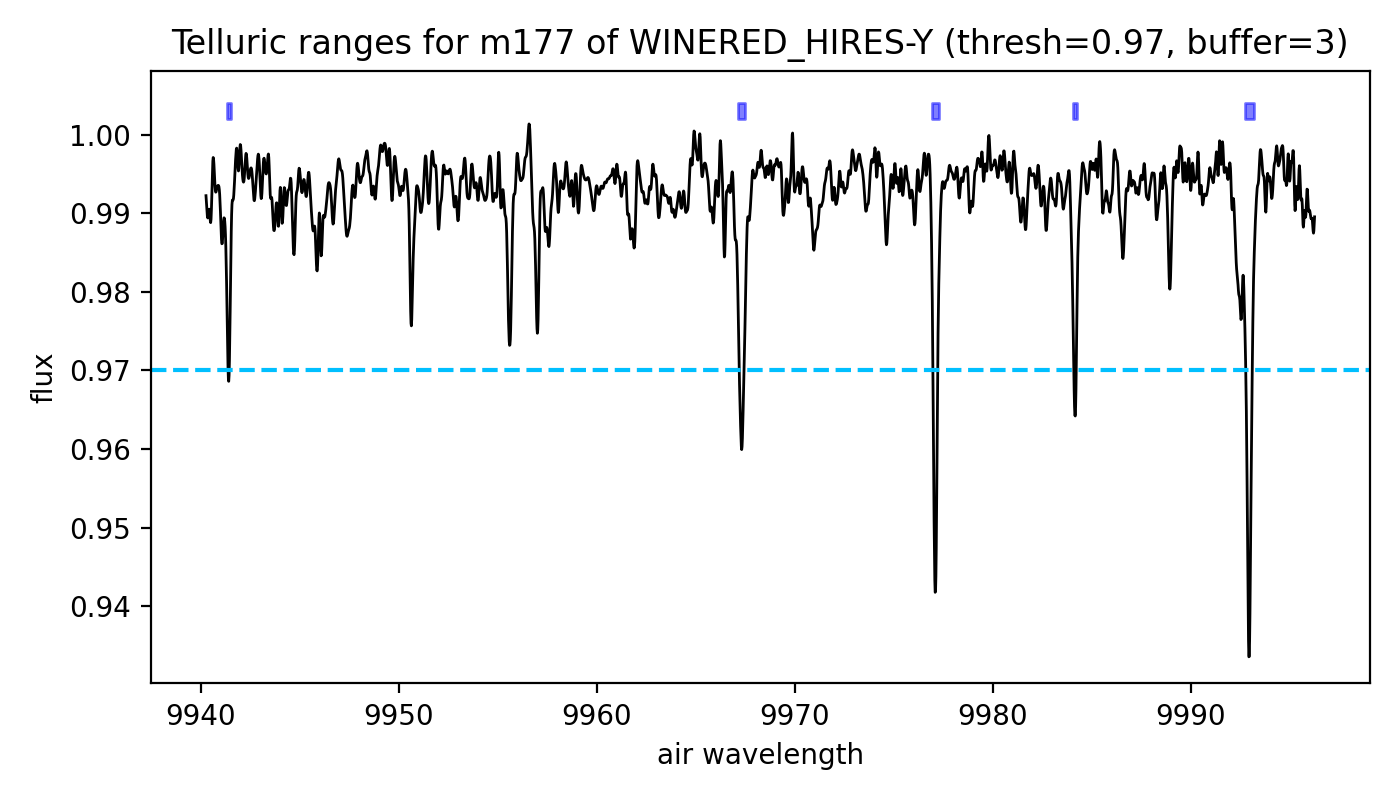 Telluric ranges for m177 of WINERED_HIRES-Y (thresh=0.97, buffer=3)
1.00
0.99
0.98
0.97
0.96
0.95
0.94
flux
9940 9950 9960 9970 9980 9990
air wavelength